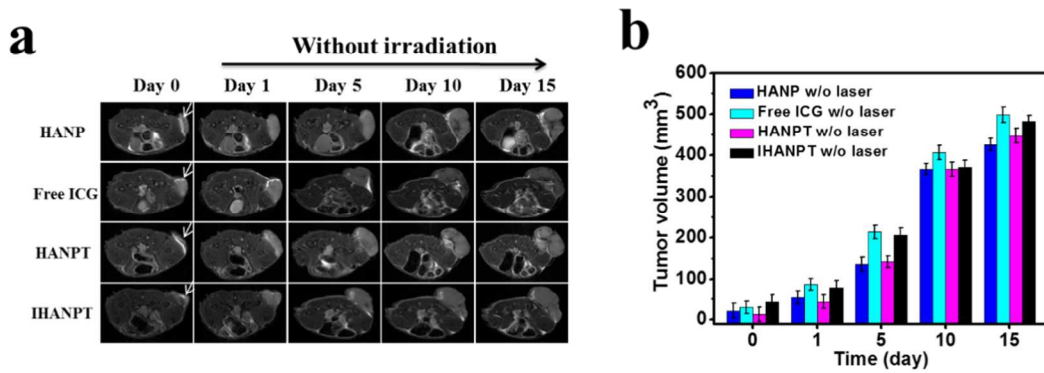 a
Without irradiation
Day 0 Day 1 Day 5 Day 10 Day 15
HANP
Free ICG
HANPT
IHANPT
b
Tumor volume (mm³)
600
500
400
300
200
100
0
HANP w/o laser
Free ICG w/o laser
HANPT w/o laser
IHANPT w/o laser
0 1 5 10 15
Time (day)